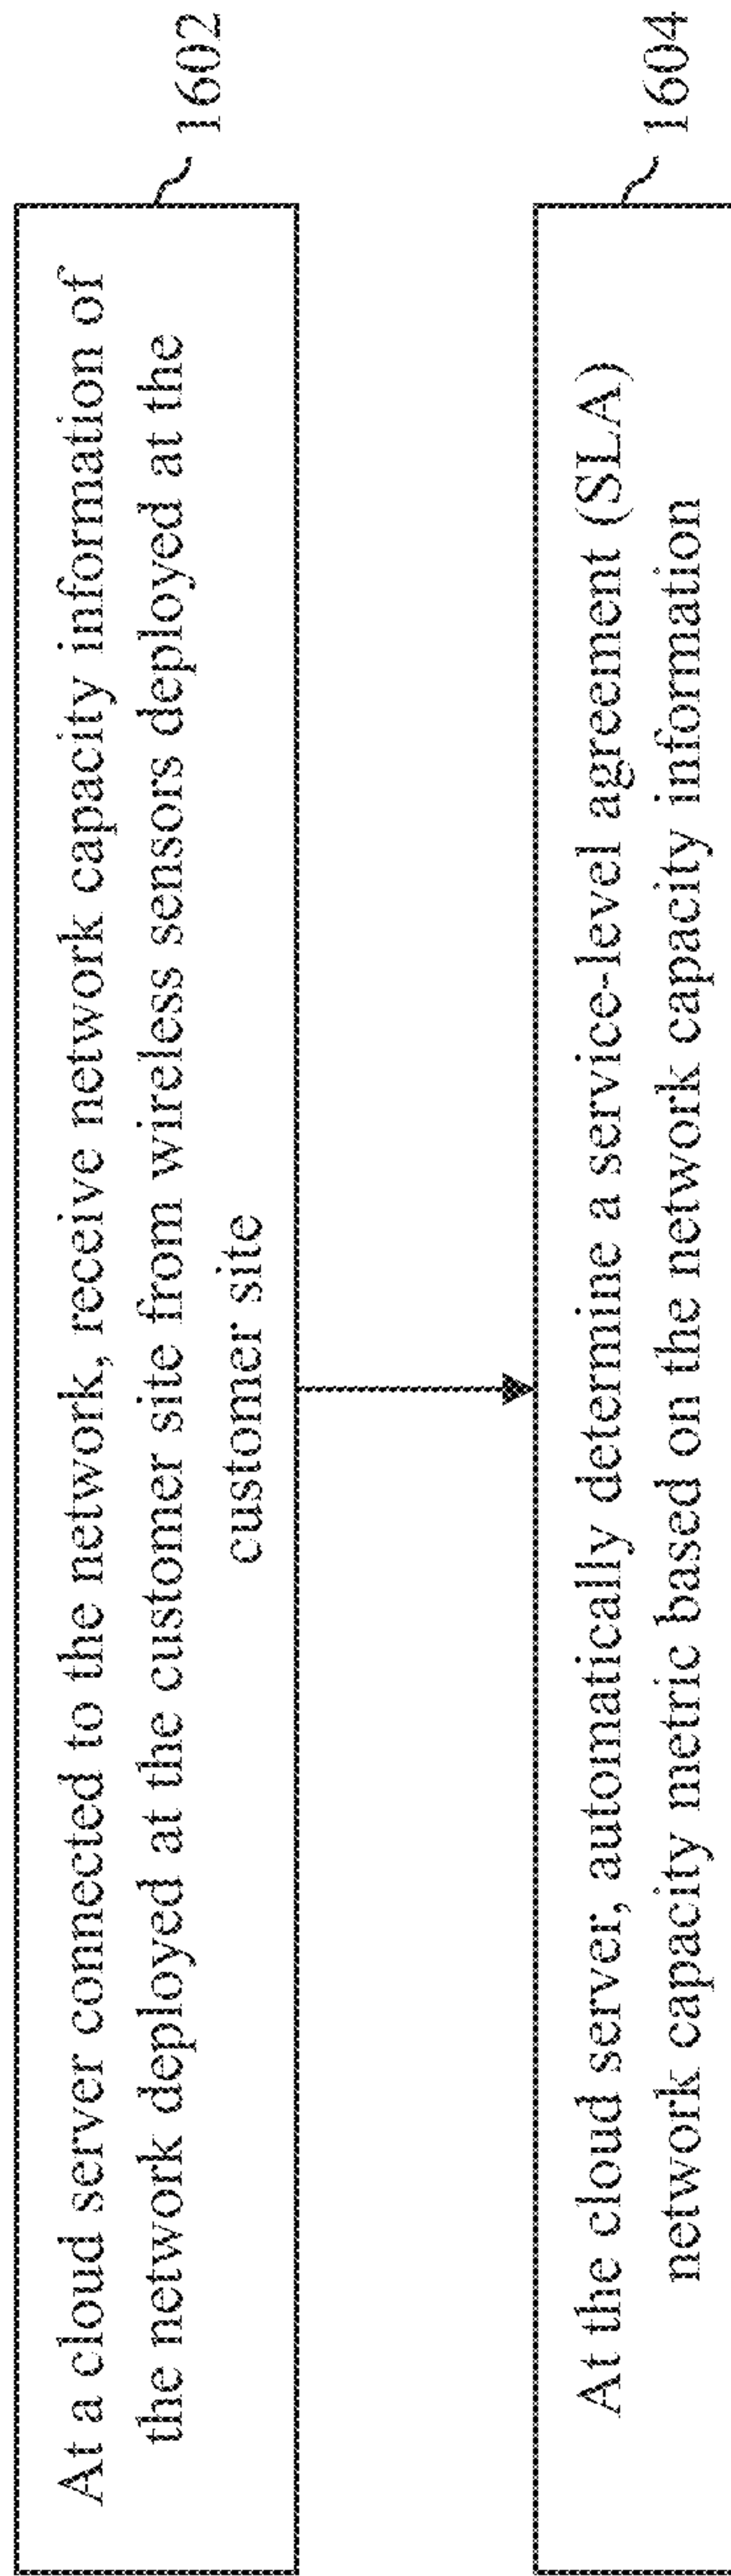 At a cloud server connected to the network, receive network capacity information of
the network deployed at the customer site from wireless sensors deployed at the
customer site
1602
At the cloud server, automatically determine a service-level agreement (SLA)
network capacity metric based on the network capacity information
1604